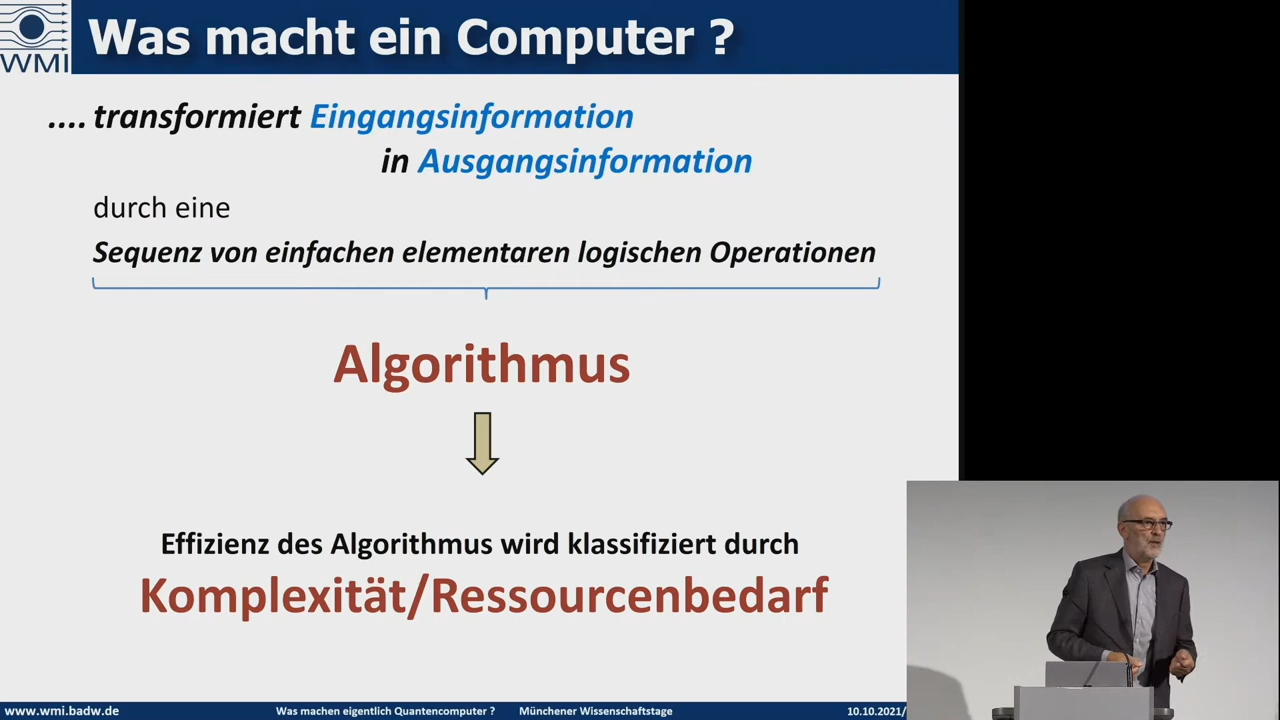 WMI
Was macht ein Computer ?
.... transformiert Eingangsinformation
in Ausgangsinformation
durch eine
Sequenz von einfachen elementaren logischen Operationen
Algorithmus
Effizienz des Algorithmus wird klassifiziert durch
Komplexität/Ressourcenbedarf
www.wmi.badw.de Was machen eigentlich Quantencomputer ? Münchener Wissenschaftstage 10.10.2021/